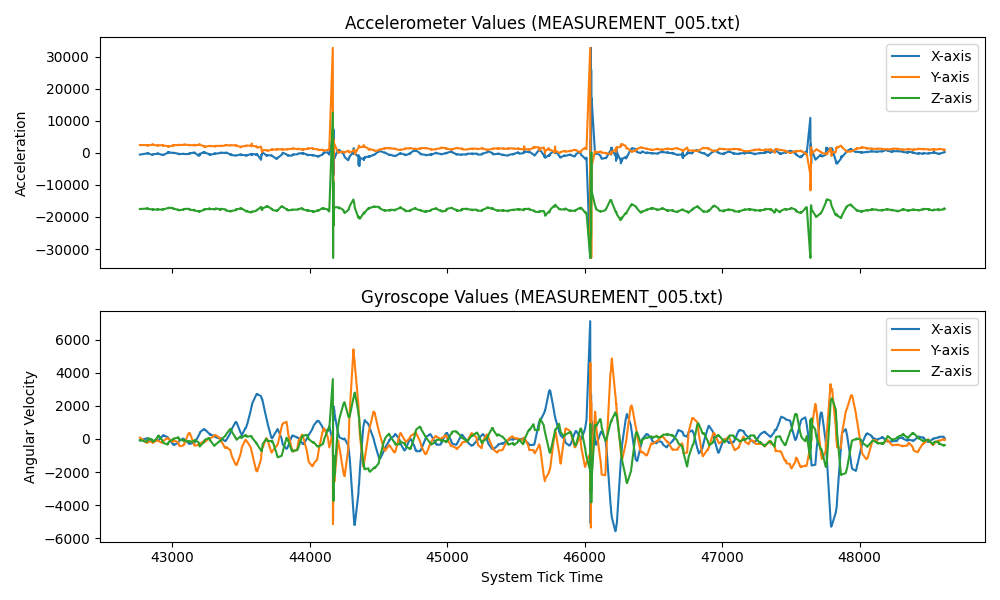 Accelerometer Values (MEASUREMENT_005.txt)
30000
20000
10000
0
−10000
−20000
−30000
Acceleration
X-axis
Y-axis
Z-axis
Gyroscope Values (MEASUREMENT_005.txt)
6000
4000
2000
0
−2000
−4000
−6000
Angular Velocity
X-axis
Y-axis
Z-axis
43000 44000 45000 46000 47000 48000
System Tick Time